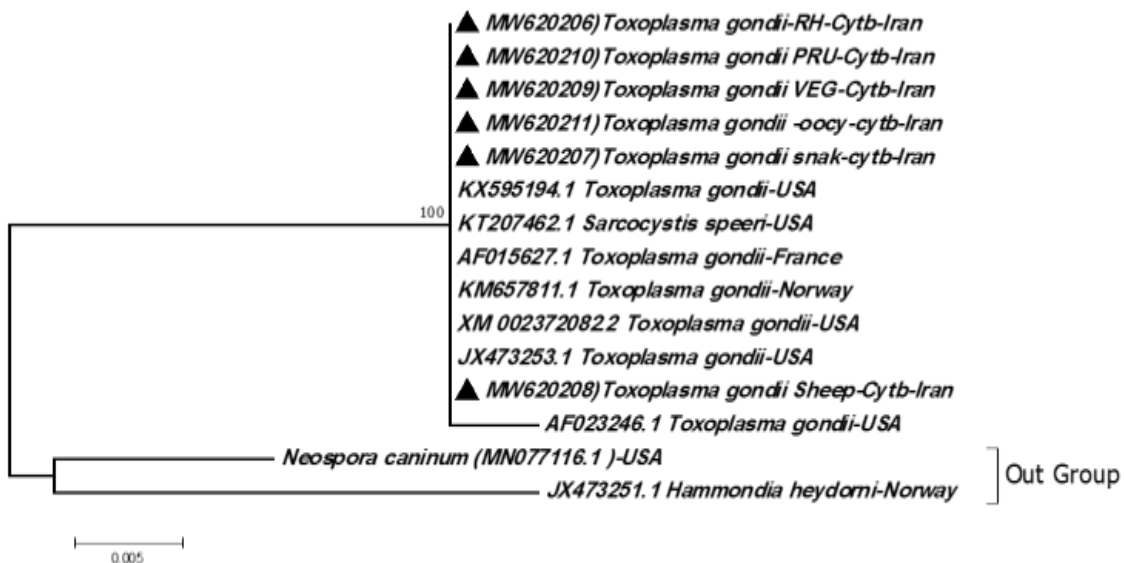 MW620206)Toxoplasma gondii-RH-Cytb-Iran
MW620210)Toxoplasma gondii PRU-Cytb-Iran
MW620209)Toxoplasma gondii VEG-Cytb-Iran
MW620211)Toxoplasma gondii -oocy-cytb-Iran
MW620207)Toxoplasma gondii snak-cytb-Iran
KX595194.1 Toxoplasma gondii-USA
100
KT207462.1 Sarcocystis speeri-USA
AF015627.1 Toxoplasma gondii-France
KM657811.1 Toxoplasma gondii-Norway
XM 002372082.2 Toxoplasma gondii-USA
JX473253.1 Toxoplasma gondii-USA
MW620208)Toxoplasma gondii Sheep-Cytb-Iran
AF023246.1 Toxoplasma gondii-USA
Neospora caninum (MN077116.1 )-USA
Out Group
JX473251.1 Hammondia heydorni-Norway
0.005